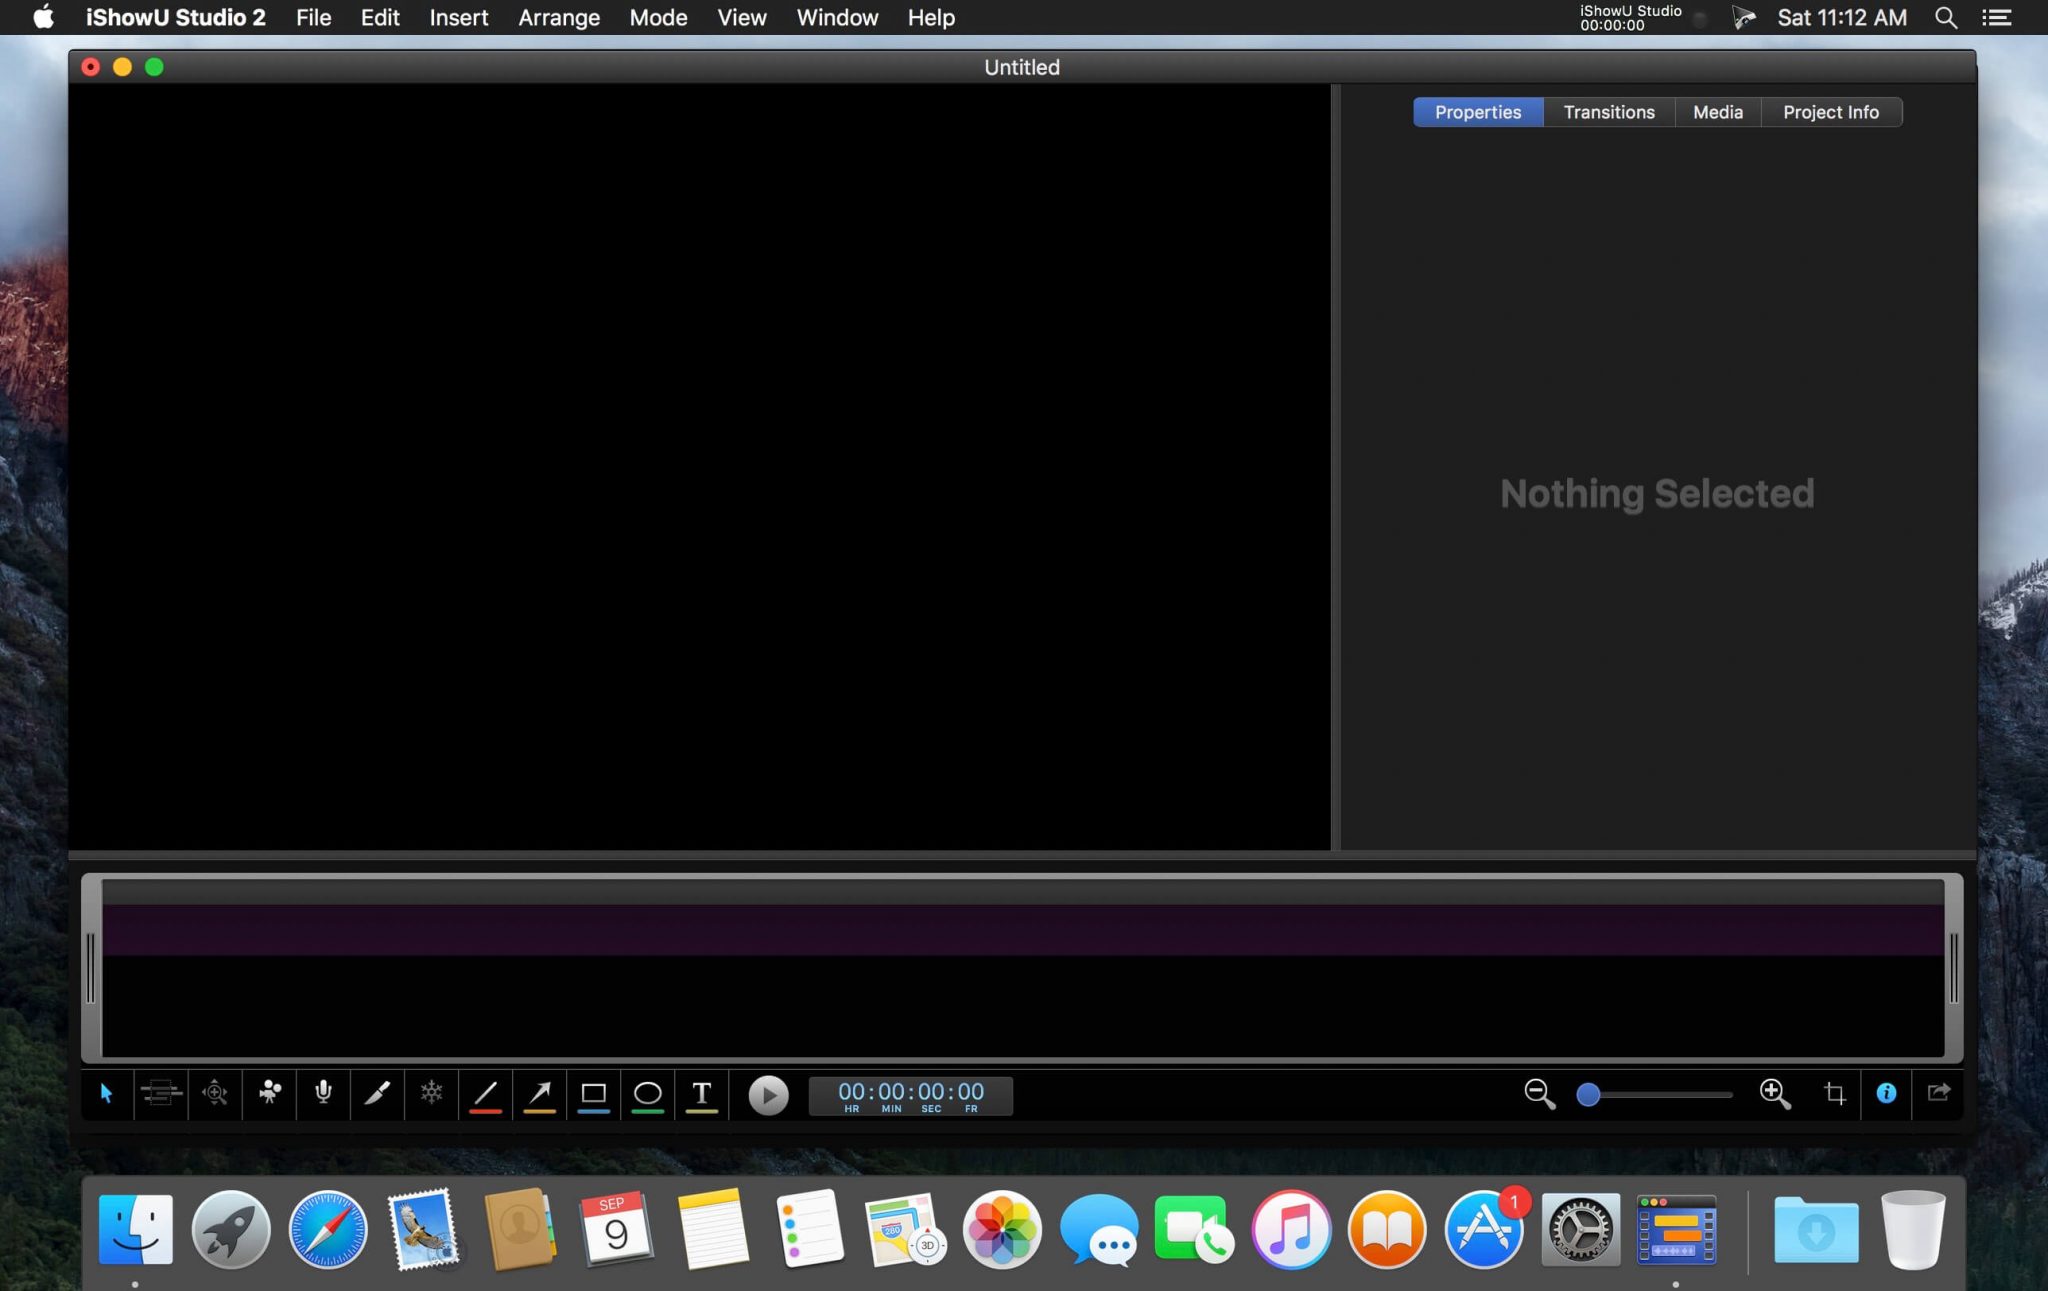 iShowU Studio 2 File Edit Insert Arrange Mode View Window Help
iShowU Studio
00:00:00
Sat 11:12 AM
Untitled
Properties Transitions Media Project Info
Nothing Selected
T
00:00:00:00
HR MIN SEC FR
SEP
9
280
3D
1